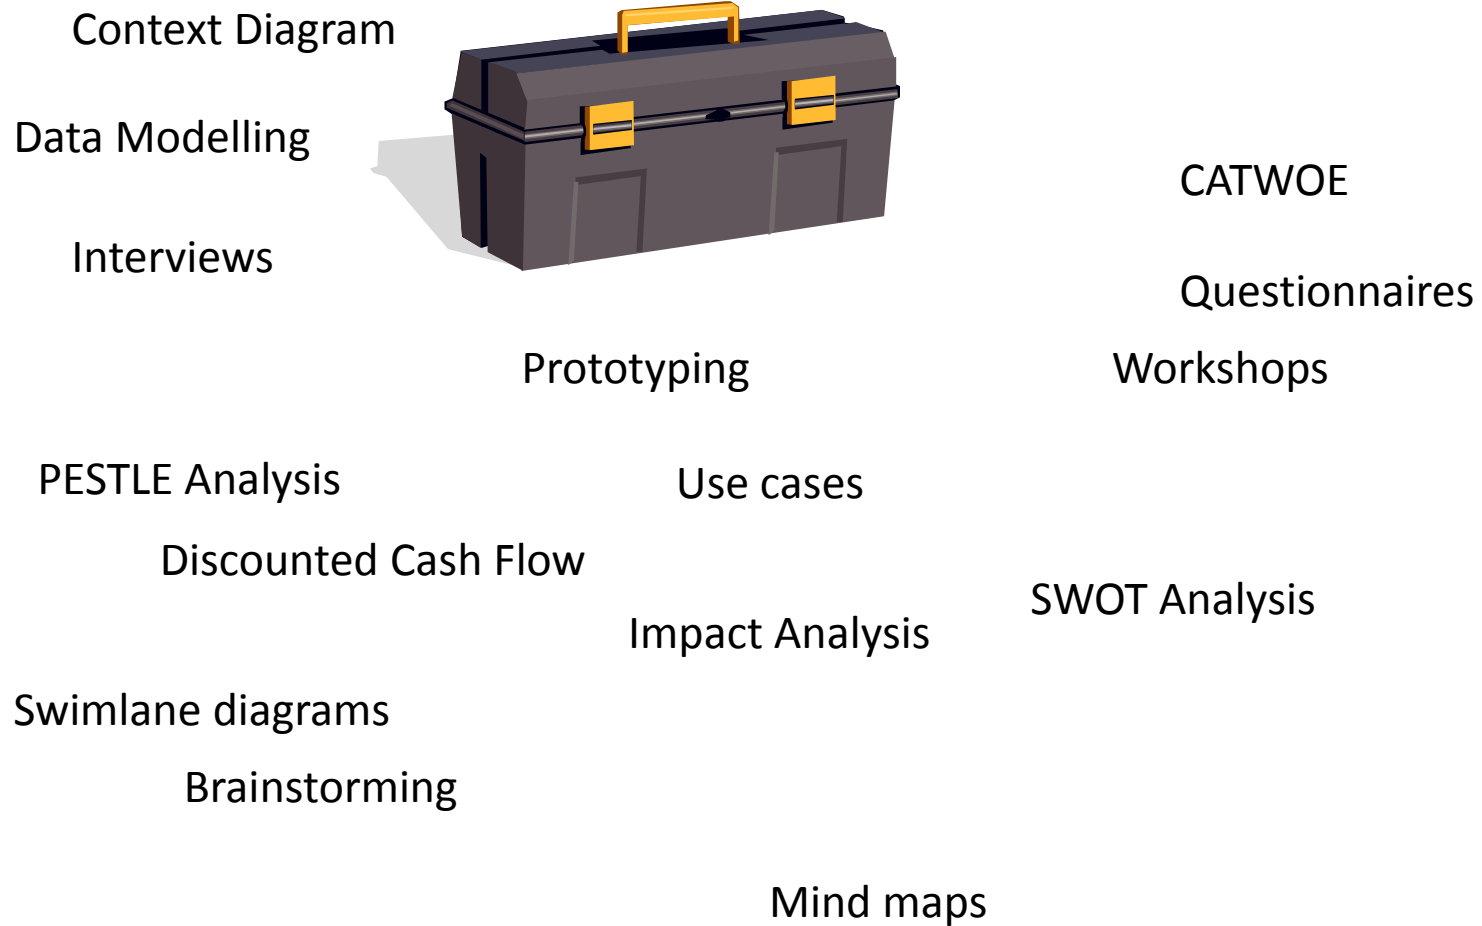 Context Diagram
Data Modelling
CATWOE
Interviews
Questionnaires
Prototyping
Workshops
PESTLE Analysis
Use cases
Discounted Cash Flow
SWOT Analysis
Impact Analysis
Swimlane diagrams
Brainstorming
Mind maps